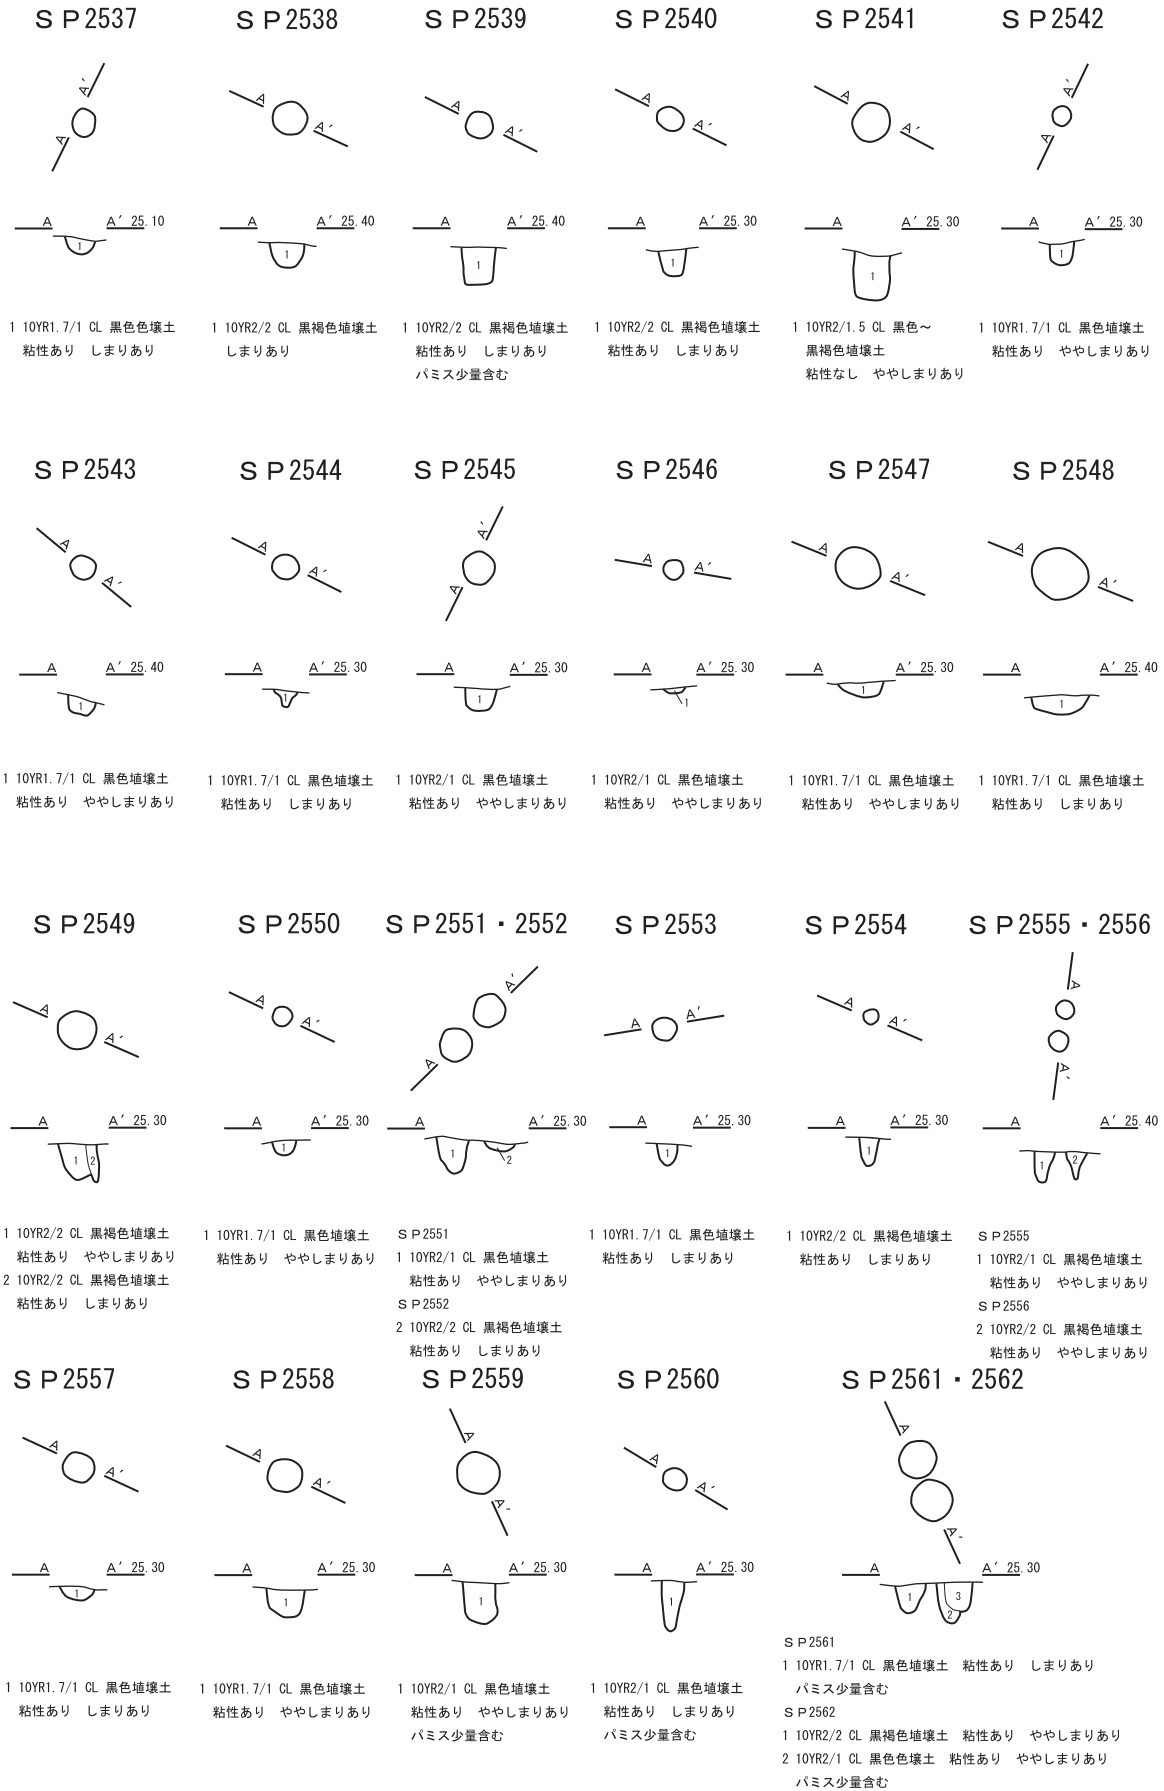 ＳＰ2537
A A′
A A′ 25.10
1
1 10YR1.7/1 CL 黒色色壌土
粘性あり　しまりあり
ＳＰ2538
A A′
A A′ 25.40
1
1 10YR2/2 CL 黒褐色埴壌土
しまりあり
ＳＰ2539
A A′
A A′ 25.40
1
1 10YR2/2 CL 黒褐色埴壌土
粘性あり　しまりあり
パミス少量含む
ＳＰ2540
A A′
A A′ 25.30
1
1 10YR2/2 CL 黒褐色埴壌土
粘性あり　しまりあり
ＳＰ2541
A A′
A A′ 25.30
1
1 10YR2/1.5 CL 黒色～
黒褐色埴壌土
粘性なし　ややしまりあり
ＳＰ2542
A A′
A A′ 25.30
1
1 10YR1.7/1 CL 黒色埴壌土
粘性あり　ややしまりあり
ＳＰ2543
A A′
A A′ 25.40
1
1 10YR1.7/1 CL 黒色埴壌土
粘性あり　ややしまりあり
ＳＰ2544
A A′
A A′ 25.30
1
1 10YR1.7/1 CL 黒色埴壌土
粘性あり　しまりあり
ＳＰ2545
A A′
A A′ 25.30
1
1 10YR2/1 CL 黒色埴壌土
粘性あり　ややしまりあり
ＳＰ2546
A A′
A A′ 25.30
1
1 10YR2/1 CL 黒色埴壌土
粘性あり　ややしまりあり
ＳＰ2547
A A′
A A′ 25.30
1
1 10YR1.7/1 CL 黒色埴壌土
粘性あり　ややしまりあり
ＳＰ2548
A A′
A A′ 25.40
1
1 10YR1.7/1 CL 黒色埴壌土
粘性あり　しまりあり
ＳＰ2549
A A′
A A′ 25.30
1 2
1 10YR2/2 CL 黒褐色埴壌土
粘性あり　ややしまりあり
2 10YR2/2 CL 黒褐色埴壌土
粘性あり　しまりあり
ＳＰ2550
A A′
A A′ 25.30
1
1 10YR1.7/1 CL 黒色埴壌土
粘性あり　ややしまりあり
ＳＰ2551・2552
A A′
A A′ 25.30
1 2
ＳＰ2551
1 10YR2/1 CL 黒色埴壌土
粘性あり　ややしまりあり
ＳＰ2552
2 10YR2/2 CL 黒褐色埴壌土
粘性あり　しまりあり
ＳＰ2553
A A′
A A′ 25.30
1
1 10YR1.7/1 CL 黒色埴壌土
粘性あり　しまりあり
ＳＰ2554
A A′
A A′ 25.30
1
1 10YR2/2 CL 黒褐色埴壌土
粘性あり　しまりあり
ＳＰ2555・2556
A A′
A A′ 25.40
1 2
ＳＰ2555
1 10YR2/1 CL 黒褐色埴壌土
粘性あり　ややしまりあり
ＳＰ2556
2 10YR2/2 CL 黒褐色埴壌土
粘性あり　ややしまりあり
ＳＰ2557
A A′
A A′ 25.30
1
1 10YR1.7/1 CL 黒色埴壌土
粘性あり　しまりあり
ＳＰ2558
A A′
A A′ 25.30
1
1 10YR1.7/1 CL 黒色埴壌土
粘性あり　ややしまりあり
ＳＰ2559
A A′
A A′ 25.30
1
1 10YR2/1 CL 黒色埴壌土
粘性あり　ややしまりあり
パミス少量含む
ＳＰ2560
A A′
A A′ 25.30
1
1 10YR2/1 CL 黒色埴壌土
粘性あり　しまりあり
パミス少量含む
ＳＰ2561・2562
A A′
A A′ 25.30
1 3
2
ＳＰ2561
1 10YR1.7/1 CL 黒色埴壌土　粘性あり　しまりあり
パミス少量含む
ＳＰ2562
1 10YR2/2 CL 黒褐色埴壌土　粘性あり　ややしまりあり
2 10YR2/1 CL 黒色色壌土　粘性あり　ややしまりあり
パミス少量含む